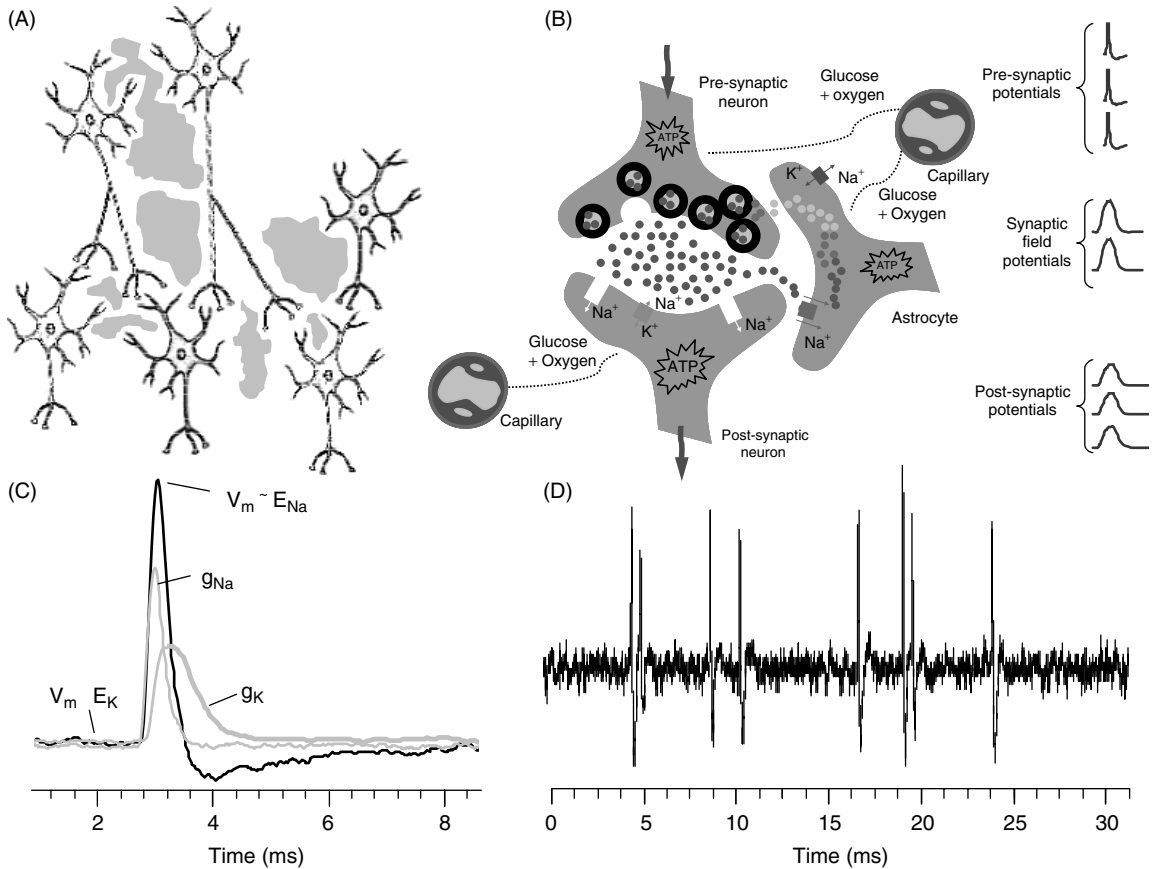 (A)
(B)
Pre-synaptic
neuron
Glucose
+ oxygen
ATP
Capillary
K+
Na+
Glucose
+ Oxygen
ATP
Astrocyte
Na+
Na+
Na+
K+
Na+
Glucose
+ Oxygen
ATP
Capillary
Post-synaptic
neuron
Pre-synaptic
potentials
Synaptic
field
potentials
Post-synaptic
potentials
(C)
Vm ~ ENa
gNa
gK
Vm EK
2 4 6 8
Time (ms)
(D)
0 5 10 15 20 25 30
Time (ms)